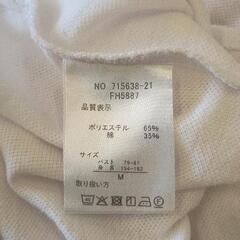 NO 715638-21
FH5887
品質表示
ポリエステル 65%
綿 35%
サイズ
バスト 79-87
身長 154-162
M
取り扱い方